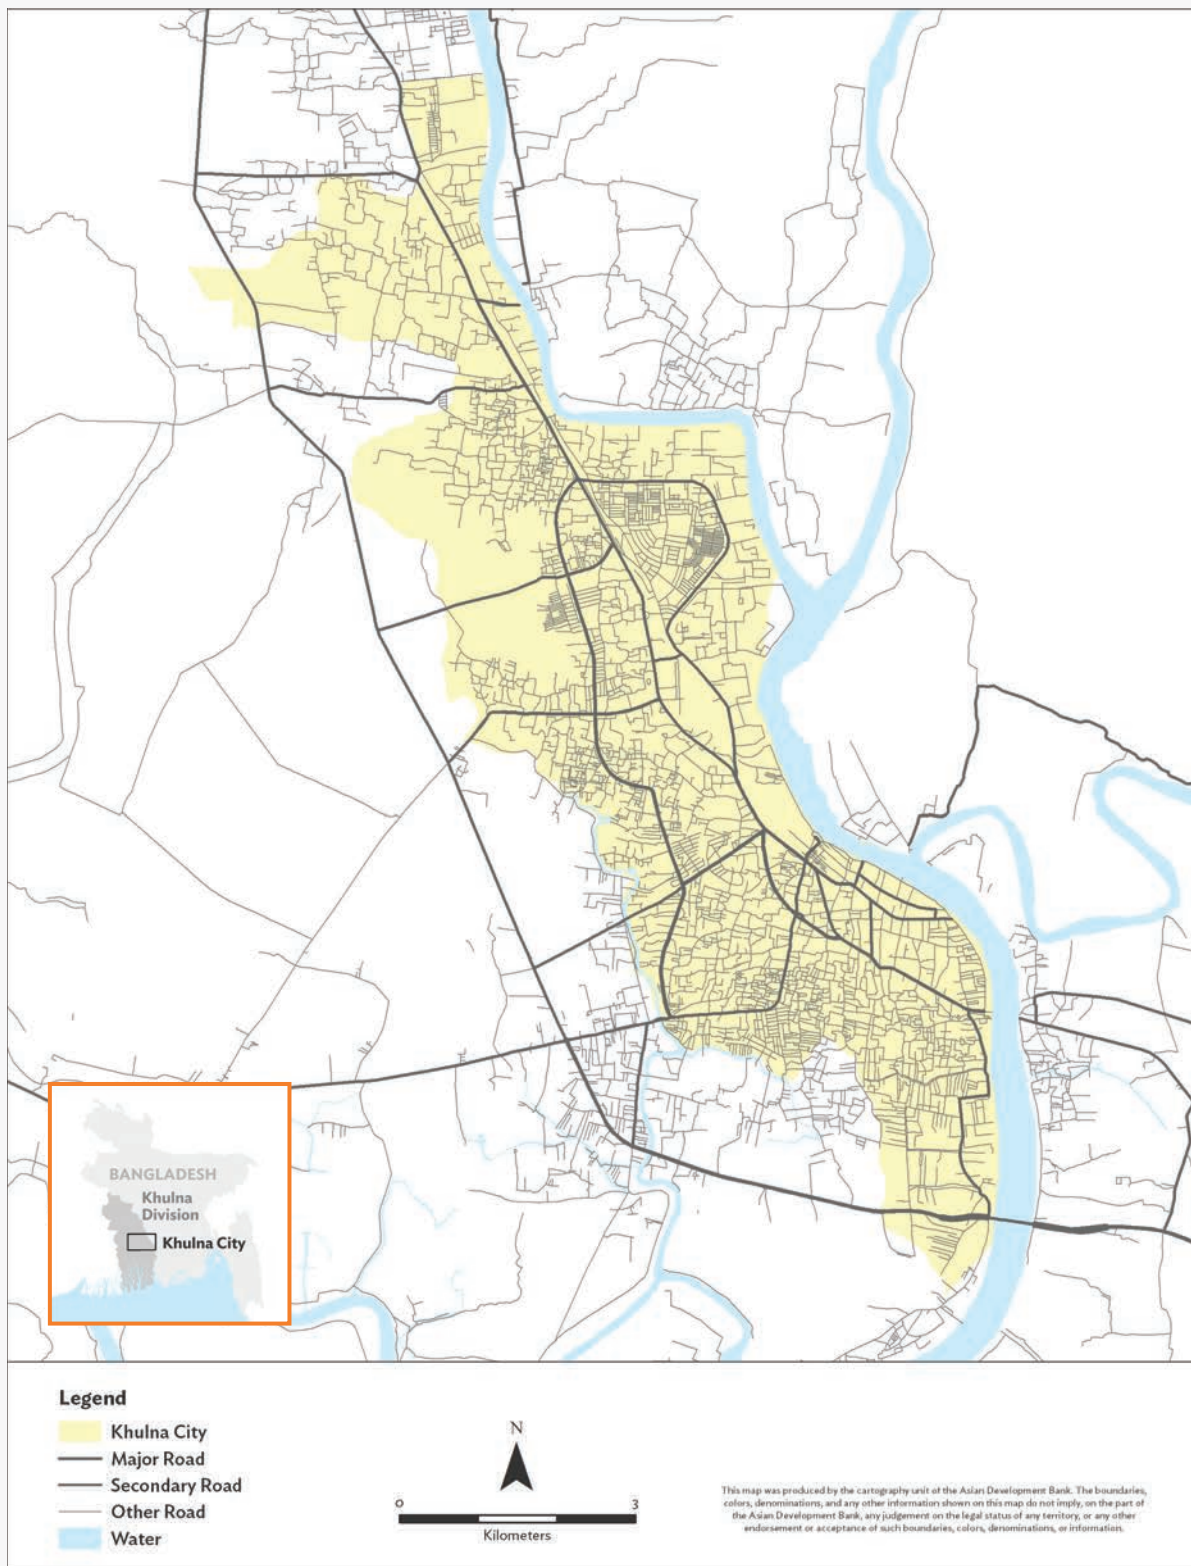 BANGLADESH
Khulna
Division
Khulna City
Legend
Khulna City
Major Road
Secondary Road
Other Road
Water
N
0 3
Kilometers
This map was produced by the cartography unit of the Asian Development Bank. The boundaries,
colors, denominations, and any other information shown on this map do not imply, on the part of
the Asian Development Bank, any judgement on the legal status of any territory, or any other
endorsement or acceptance of such boundaries, colors, denominations, or information.